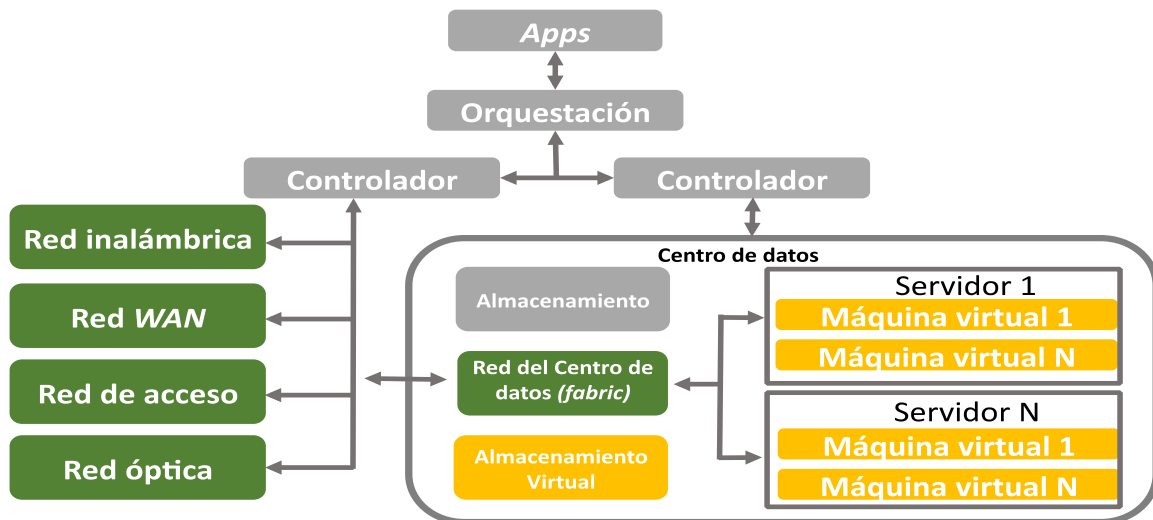 Apps
Orquestación
Controlador
Controlador
Red inalámbrica
Red WAN
Red de acceso
Red óptica
Centro de datos
Almacenamiento
Red del Centro de
datos (fabric)
Almacenamiento
Virtual
Servidor 1
Máquina virtual 1
Máquina virtual N
Servidor N
Máquina virtual 1
Máquina virtual N